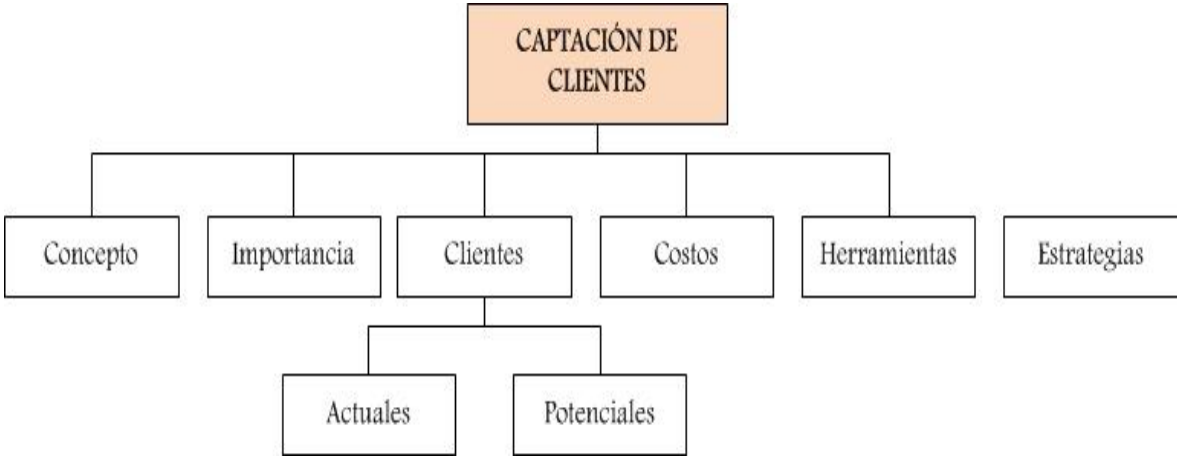 CAPTACIÓN DE
CLIENTES
Concepto
Importancia
Clientes
Costos
Herramientas
Estrategias
Actuales
Potenciales